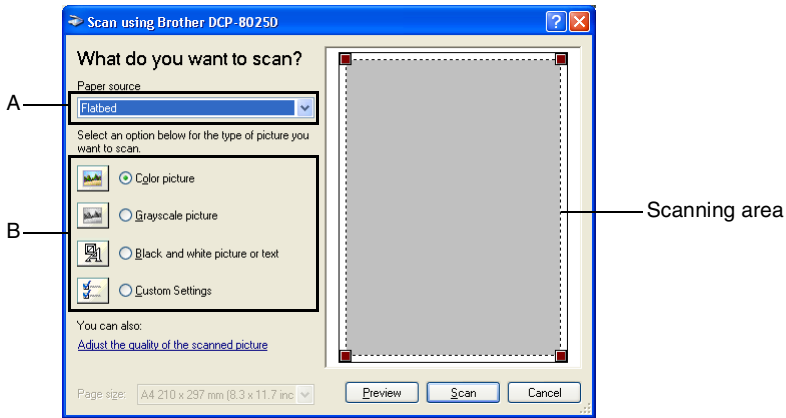 Scan using Brother DCP-8025D
What do you want to scan?
Paper source
A
Flatbed
Select an option below for the type of picture you
want to scan.
Color picture
Grayscale picture
B
Black and white picture or text
Custom Settings
You can also:
Adjust the quality of the scanned picture
Page size:
A4 210 x 297 mm (8.3 x 11.7 inc
Scanning area
Preview
Scan
Cancel